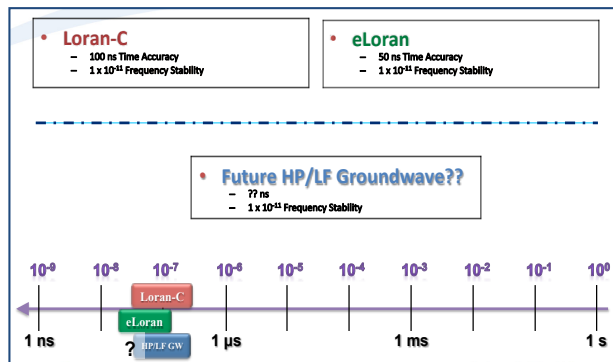 • Loran-C
– 100 ns Time Accuracy
– 1 x 10⁻¹¹ Frequency Stability
• eLoran
– 50 ns Time Accuracy
– 1 x 10⁻¹¹ Frequency Stability
• Future HP/LF Groundwave??
– ?? ns
– 1 x 10⁻¹¹ Frequency Stability
10⁻⁹ 10⁻⁸ 10⁻⁷ 10⁻⁶ 10⁻⁵ 10⁻⁴ 10⁻³ 10⁻² 10⁻¹ 10⁰
Loran-C
eLoran
? HP/LF GW
1 ns 1 μs 1 ms 1 s